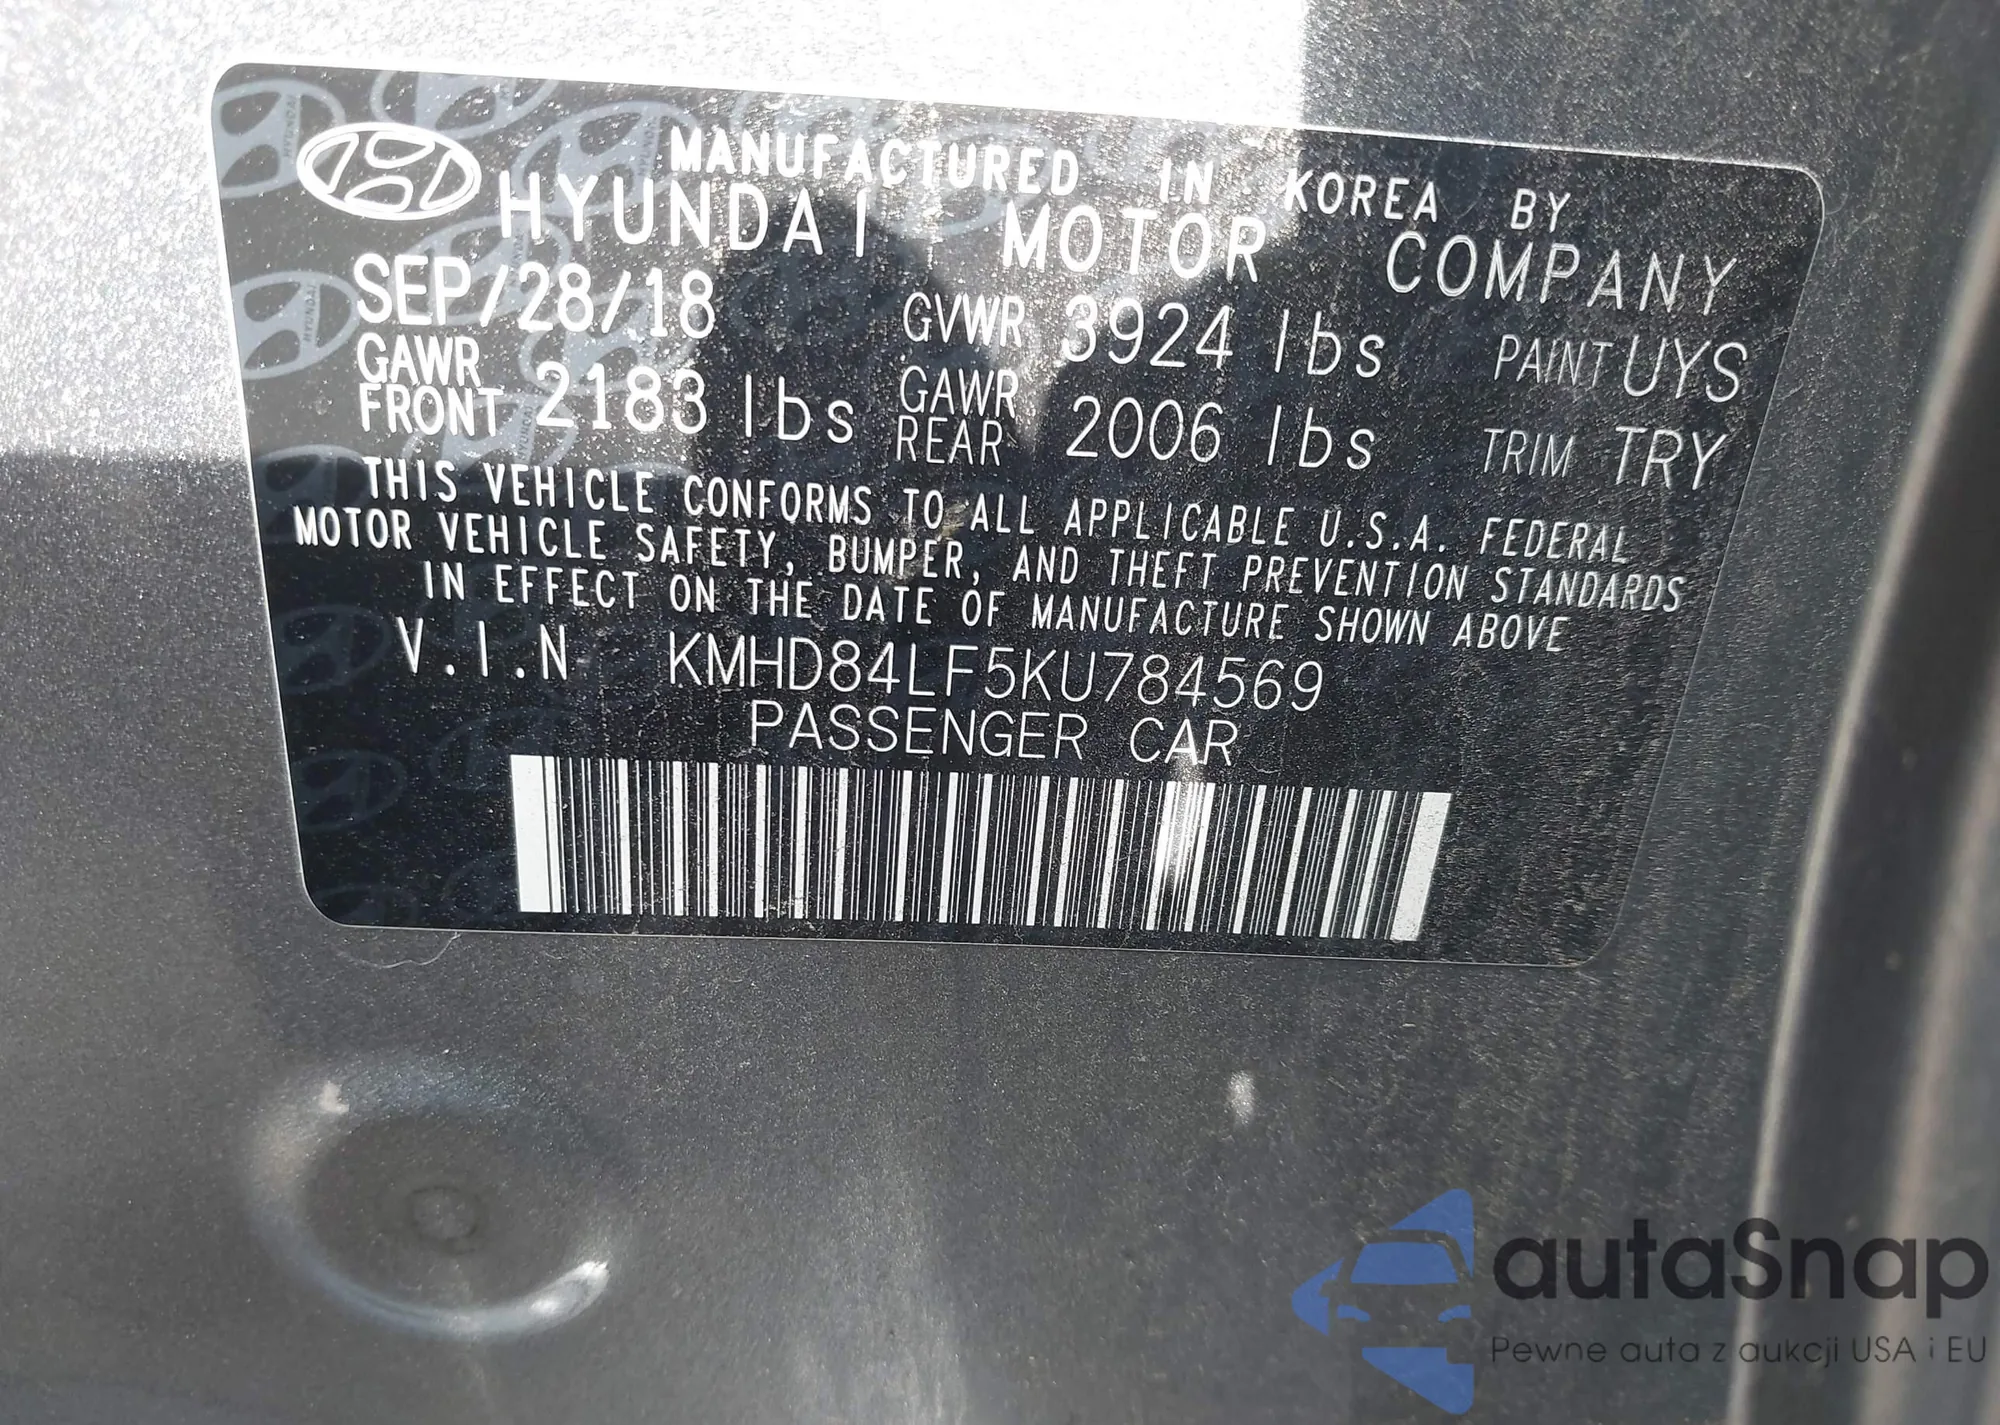 MANUFACTURED IN KOREA BY
HYUNDAI MOTOR COMPANY
SEP/28/18 GVWR 3924 lbs PAINT UYS
GAWR FRONT 2183 lbs GAWR REAR 2006 lbs TRIM TRY
THIS VEHICLE CONFORMS TO ALL APPLICABLE U.S.A. FEDERAL
MOTOR VEHICLE SAFETY, BUMPER, AND THEFT PREVENTION STANDARDS
IN EFFECT ON THE DATE OF MANUFACTURE SHOWN ABOVE
V.I.N KMHD84LF5KU784569
PASSENGER CAR
autaSnap
Pewne auta z aukcji USA i EU